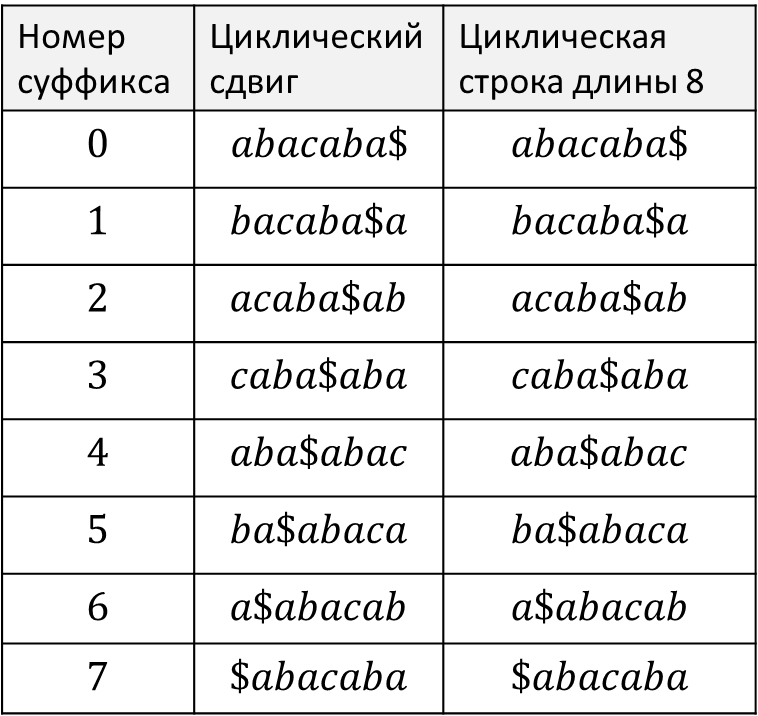 Номер суффикса Циклический сдвиг Циклическая строка длины 8
0 abacaba$ abacaba$
1 bacaba$a bacaba$a
2 acaba$ab acaba$ab
3 caba$aba caba$aba
4 aba$abac aba$abac
5 ba$abaca ba$abaca
6 a$abacab a$abacab
7 $abacaba $abacaba